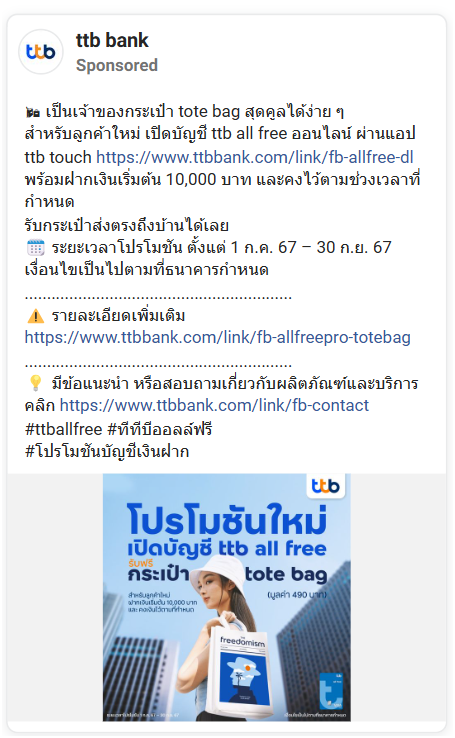 ttb
ttb bank
Sponsored
เป็นเจ้าของกระเป๋า tote bag สุดคูลได้ง่าย ๆ
สำหรับลูกค้าใหม่ เปิดบัญชี ttb all free ออนไลน์ ผ่านแอป
ttb touch https://www.ttbbank.com/link/fb-allfree-dl
พร้อมฝากเงินเริ่มต้น 10,000 บาท และคงไว้ตามช่วงเวลาที่
กำหนด
รับกระเป๋าส่งตรงถึงบ้านได้เลย
ระยะเวลาโปรโมชัน ตั้งแต่ 1 ก.ค. 67 – 30 ก.ย. 67
เงื่อนไขเป็นไปตามที่ธนาคารกำหนด
............................................................
รายละเอียดเพิ่มเติม
https://www.ttbbank.com/link/fb-allfreepro-totebag
............................................................
มีข้อแนะนำ หรือสอบถามเกี่ยวกับผลิตภัณฑ์และบริการ
คลิก https://www.ttbbank.com/link/fb-contact
#ttballfree #ทีทีบีออลล์ฟรี
#โปรโมชันบัญชีเงินฝาก
ttb
โปรโมชันใหม่
เปิดบัญชี ttb all free
รับฟรี
กระเป๋า tote bag
(มูลค่า 490 บาท)
สำหรับลูกค้าใหม่
ฝากเงินเริ่มต้น 10,000 บาท
และ คงเงินไว้ตามที่กำหนด
freedomism